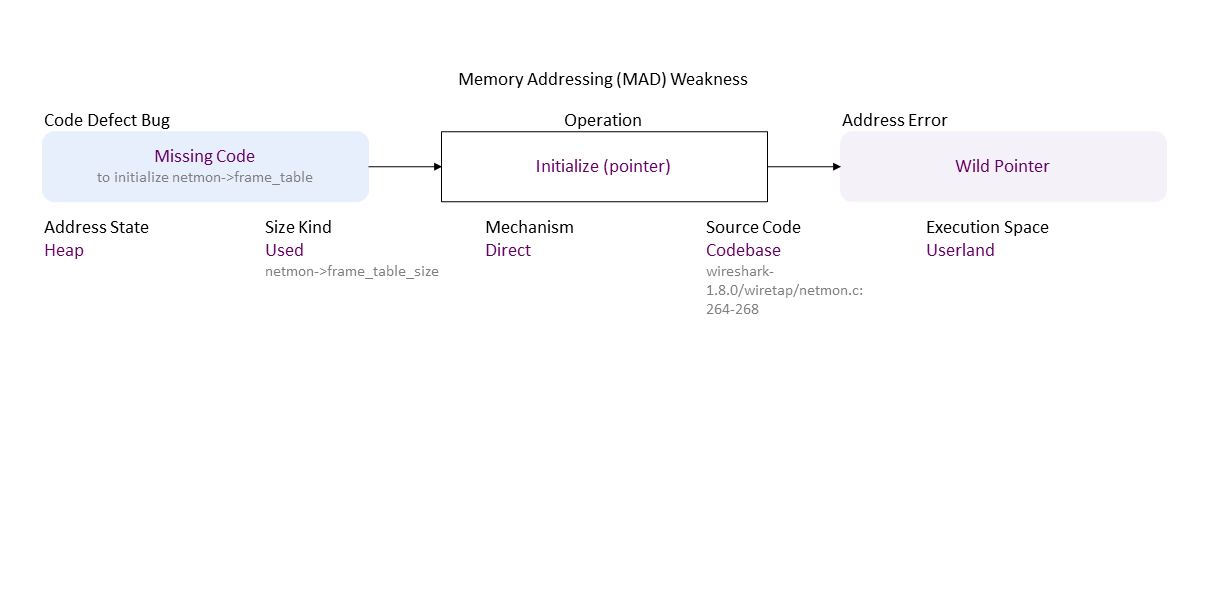 Memory Addressing (MAD) Weakness
Code Defect Bug
Operation
Address Error
Missing Code
to initialize netmon->frame_table
Initialize (pointer)
Wild Pointer
Address State
Heap
Size Kind
Used
netmon->frame_table_size
Mechanism
Direct
Source Code
Codebase
wireshark-
1.8.0/wiretap/netmon.c:
264-268
Execution Space
Userland